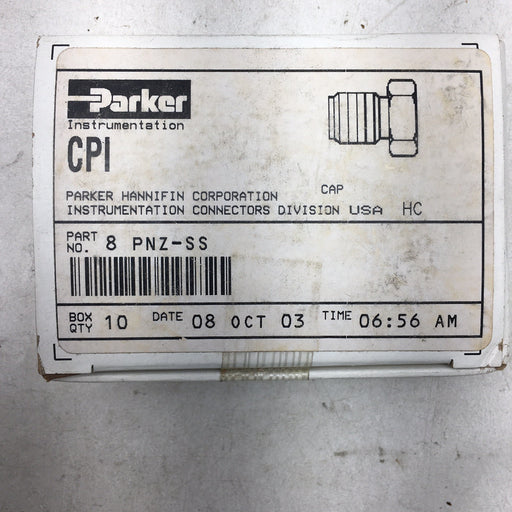 Parker
Instrumentation
CPI
CAP
PARKER HANNIFIN CORPORATION
INSTRUMENTATION CONNECTORS DIVISION USA HC
PART NO. 8 PNZ-SS
BOX QTY 10 DATE 08 OCT 03 TIME 06:56 AM